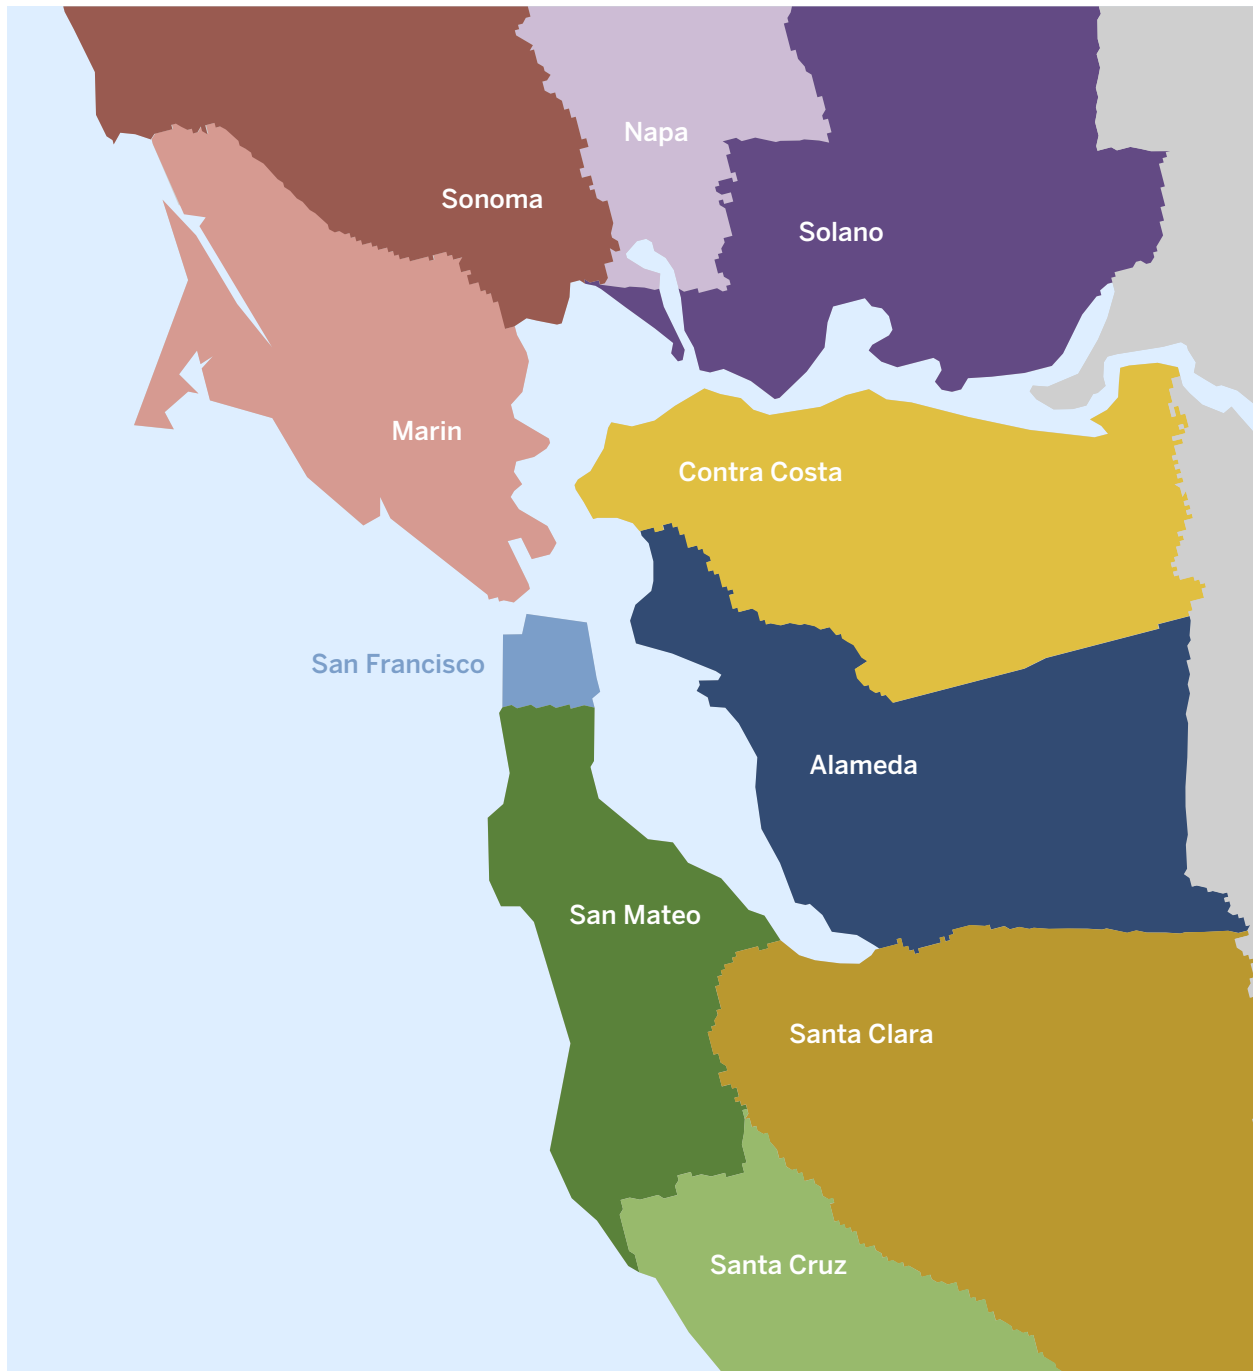 Napa
Sonoma
Solano
Marin
Contra Costa
San Francisco
Alameda
San Mateo
Santa Clara
Santa Cruz